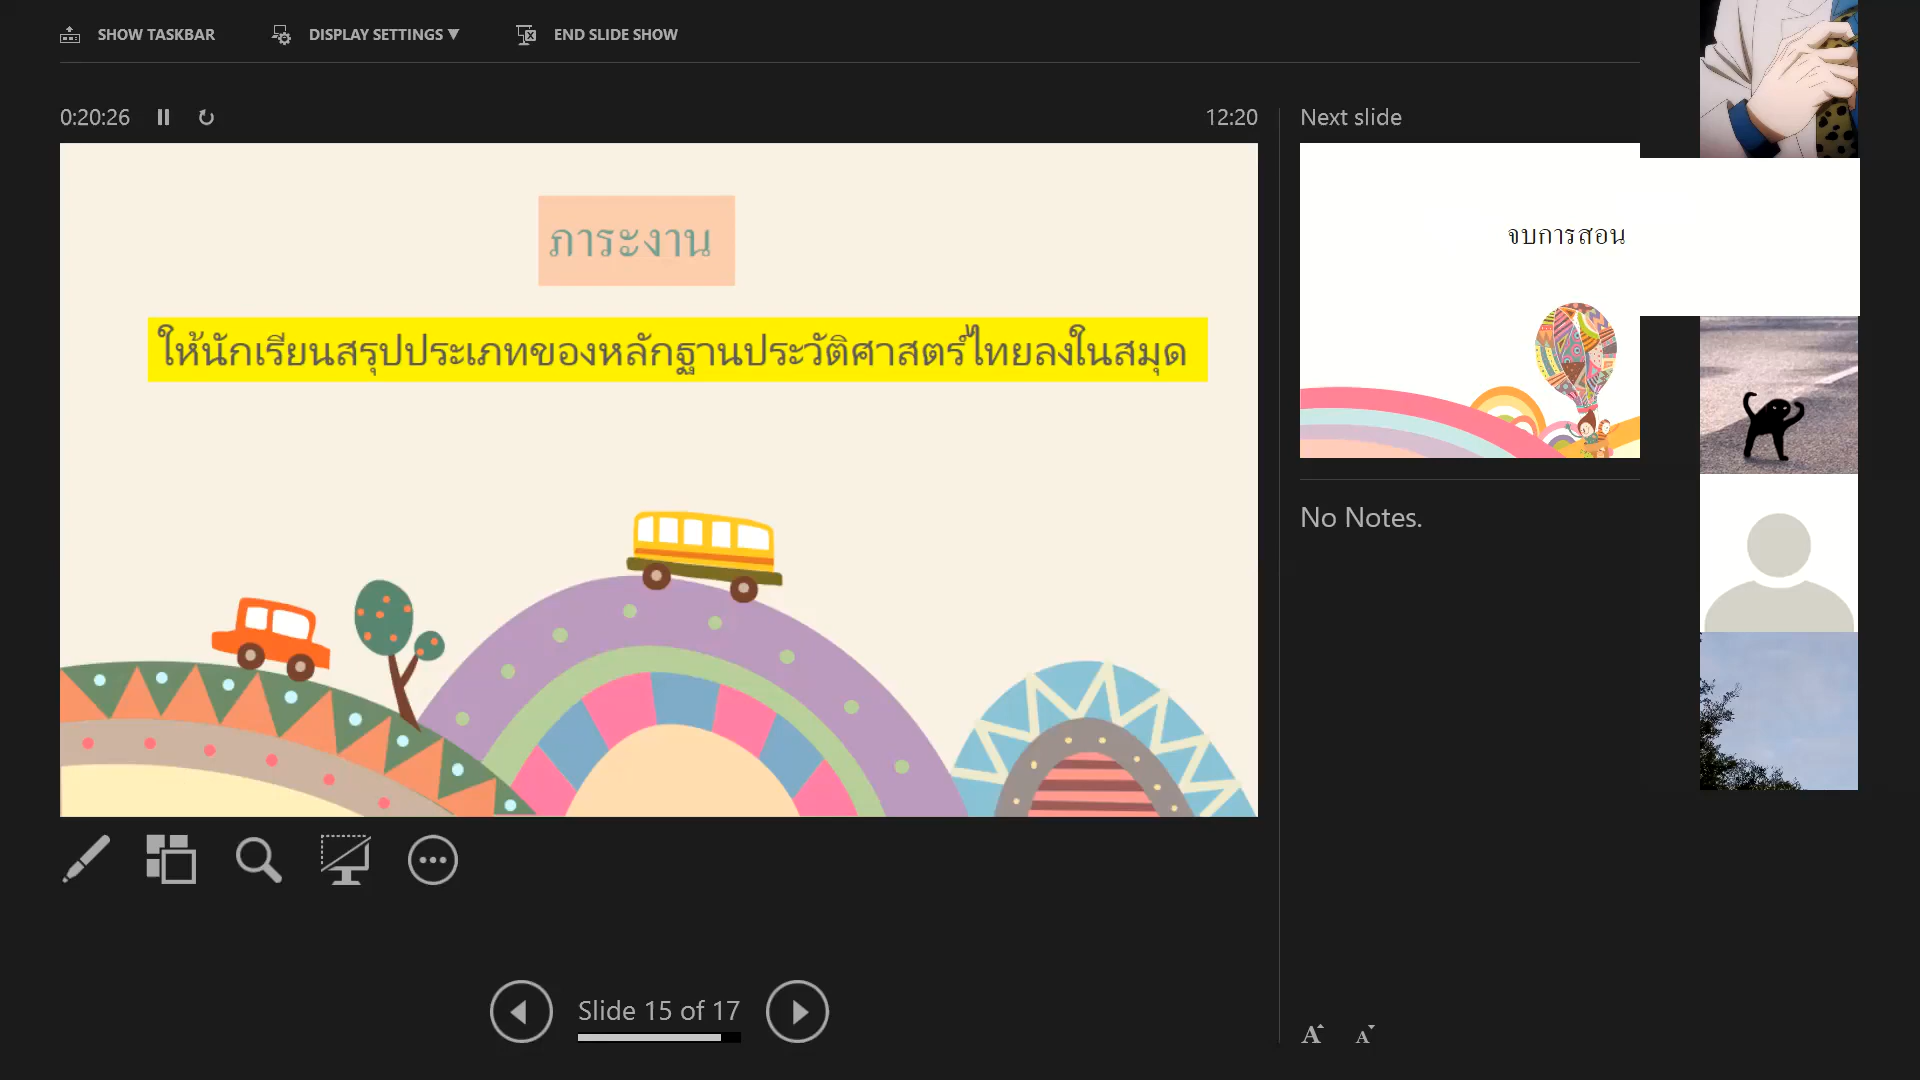 SHOW TASKBAR
DISPLAY SETTINGS ▼
END SLIDE SHOW
0:20:26
12:20
Next slide
ภาระงาน
ให้นักเรียนสรุปประเภทของหลักฐานประวัติศาสตร์ไทยลงในสมุด
จบการสอน
No Notes.
Slide 15 of 17
A
A